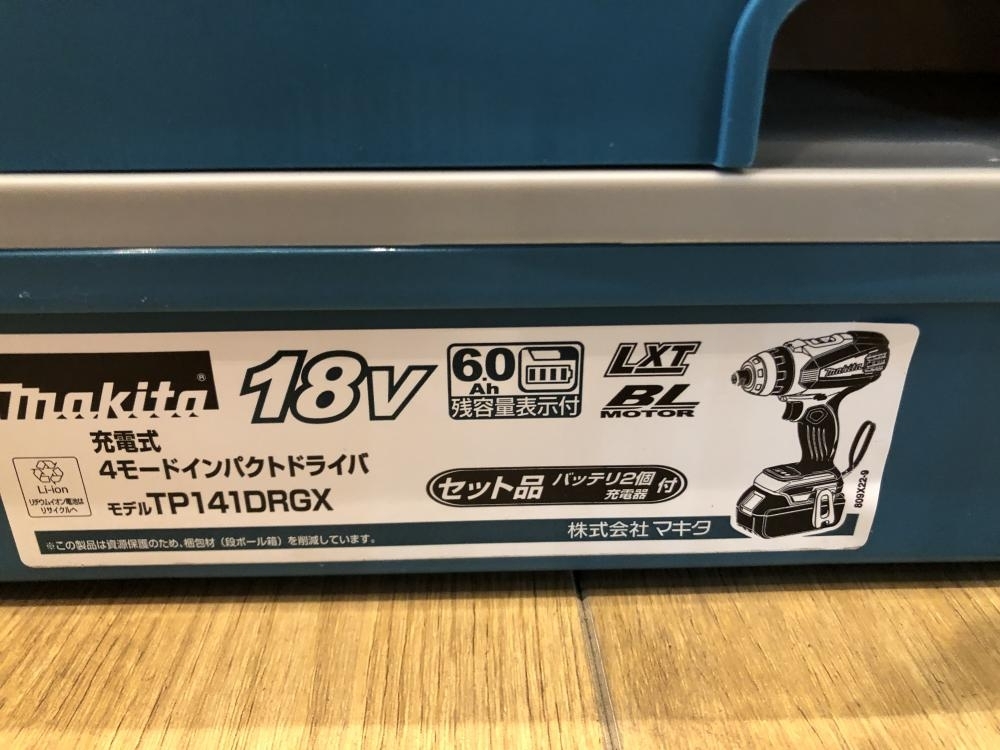 makita®
18V
6.0
Ah
残容量表示付
LXT
BL
MOTOR
充電式
4モードインパクトドライバ
モデルTP141DRGX
Li-ion
リチウムイオン電池は
リサイクルへ
セット品 バッテリ2個
充電器 付
株式会社 マキタ
※この製品は資源保護のため、梱包材（段ボール箱）を削減しています。
makita
809X22-9